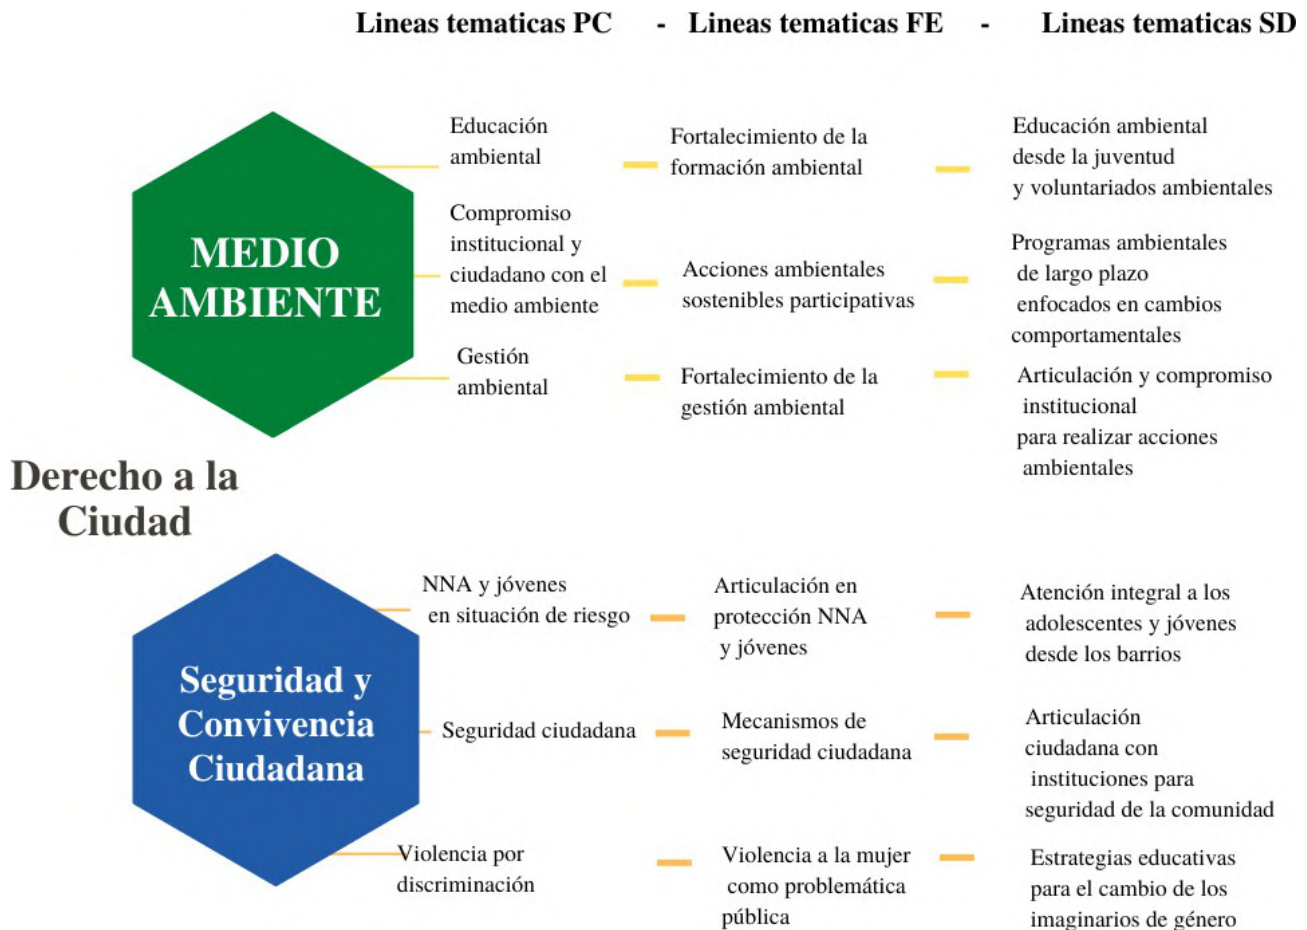 Lineas tematicas PC - Lineas tematicas FE - Lineas tematicas SD
MEDIO
AMBIENTE
Educación
ambiental
Fortalecimiento de la
formación ambiental
Educación ambiental
desde la juventud
y voluntariados ambientales
Compromiso
institucional y
ciudadano con el
medio ambiente
Acciones ambientales
sostenibles participativas
Programas ambientales
de largo plazo
enfocados en cambios
comportamentales
Gestión
ambiental
Fortalecimiento de la
gestión ambiental
Articulación y compromiso
institucional
para realizar acciones
ambientales
Derecho a la
Ciudad
Seguridad y
Convivencia
Ciudadana
NNA y jóvenes
en situación de riesgo
Articulación en
protección NNA
y jóvenes
Atención integral a los
adolescentes y jóvenes
desde los barrios
Seguridad ciudadana
Mecanismos de
seguridad ciudadana
Articulación
ciudadana con
instituciones para
seguridad de la comunidad
Violencia por
discriminación
Violencia a la mujer
como problemática
pública
Estrategias educativas
para el cambio de los
imaginarios de género